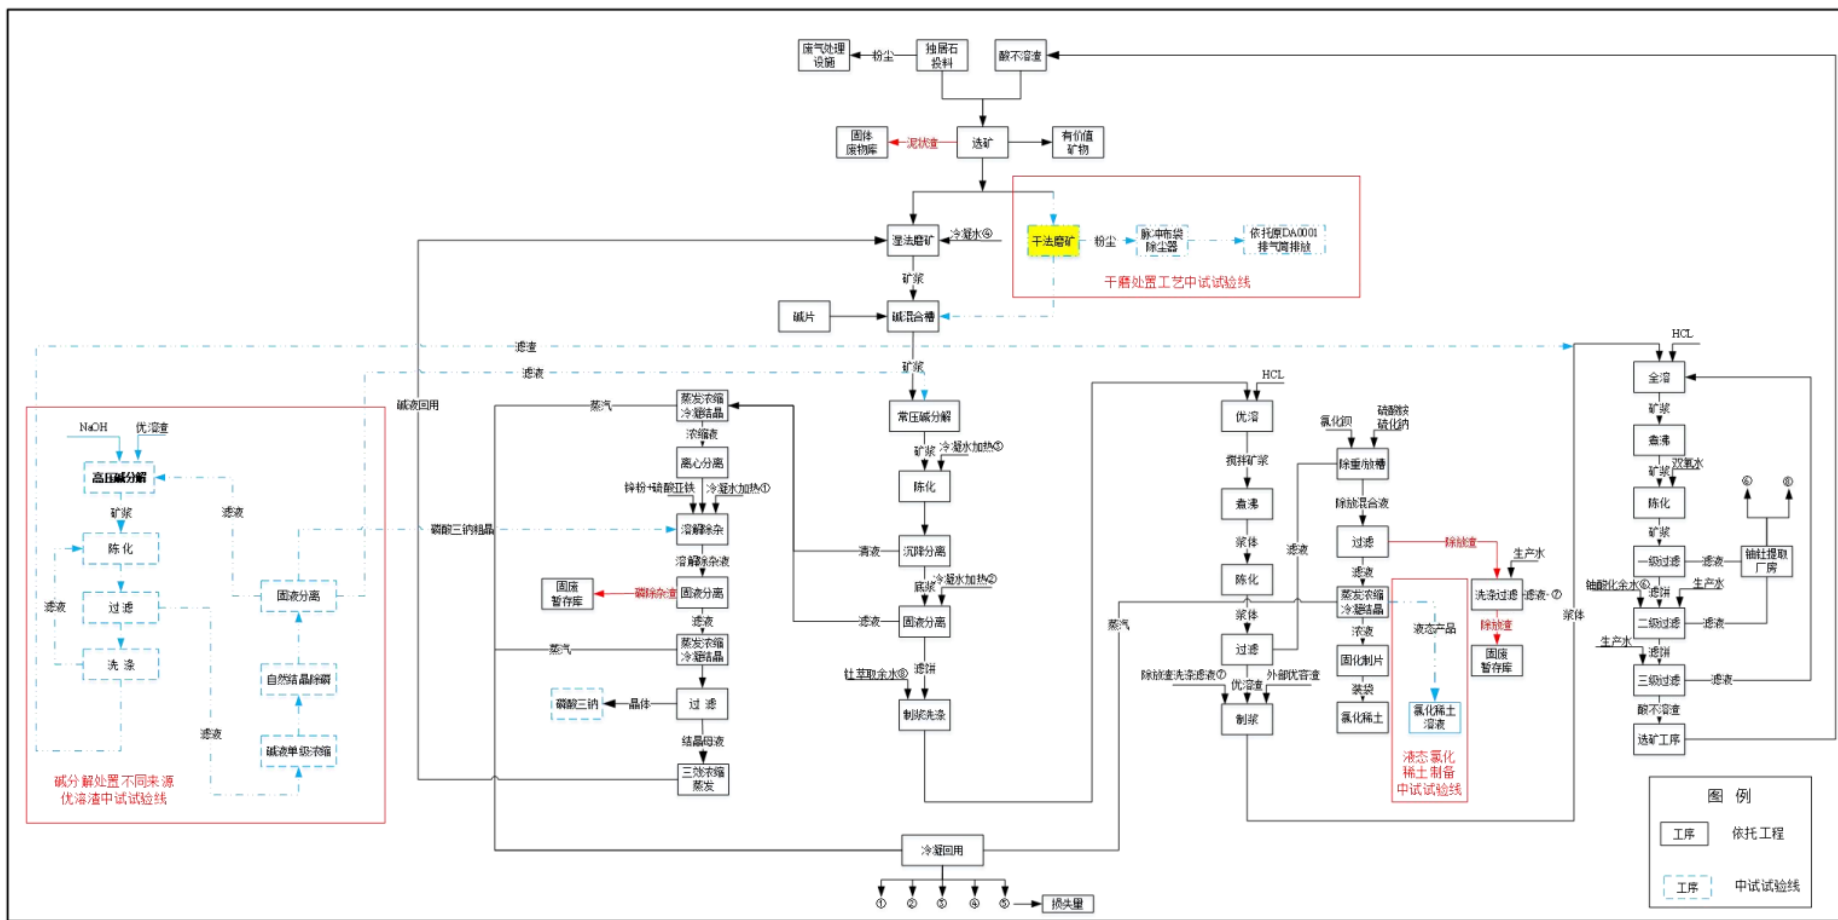 废气处理
设施
粉尘
独居石
投料
酸不溶渣
固体
废物库
泥状渣
选矿
有价值
矿物
湿法磨矿
冷凝水④
干法磨矿
粉尘
脉冲布袋
除尘器
依托原DA0001
排气筒排放
干磨处置工艺中试试验线
矿浆
碱片
碱混合槽
滤渣
滤液
矿浆
碱液回用
蒸汽
蒸发浓缩
冷凝结晶
浓缩液
离心分离
锌粉+硫酸亚铁
冷凝水加热①
磷酸三钠粗晶
溶解除杂
溶解除杂液
固废
暂存库
磷除杂渣
固液分离
滤液
蒸汽
蒸发浓缩
冷凝结晶
磷酸三钠
晶体
过 滤
结晶母液
三效浓缩
蒸发
常压碱分解
矿浆
冷凝水加热③
陈化
清液
沉降分离
底浆
冷凝水加热②
滤液
固液分离
滤饼
钍萃取余水⑧
制浆洗涤
NaOH
优溶渣
高压碱分解
矿浆
陈 化
过 滤
滤液
洗 涤
滤液
固液分离
自然结晶除磷
滤液
碱液单级浓缩
碱分解处置不同来源
优溶渣中试试验线
HCL
优溶
搅拌矿浆
煮沸
浆体
陈化
浆体
过滤
滤液
除放渣洗涤滤液⑦
优溶渣
外部优容渣
制浆
氯化钡
硫酸铵
硫化钠
除重/放槽
除放混合液
过滤
除放渣
生产水
滤液
蒸发浓缩
冷凝结晶
洗涤过滤
滤液-⑦
除放渣
固废
暂存库
蒸汽
浓液
固化制片
装袋
氯化稀土
液态产品
氯化稀土
溶液
液态氯化
稀土制备
中试试验线
浆体
HCL
全溶
矿浆
煮沸
矿浆
双氧水
陈化
矿浆
一级过滤
滤液
铀钍提取
厂房
⑥
⑧
铀酸化余水⑥
滤饼
生产水
二级过滤
滤液
生产水
滤饼
三级过滤
滤液
酸不溶渣
选矿工序
冷凝回用
①
②
③
④
⑤
损失量
图 例
工序
依托工程
工序
中试试验线